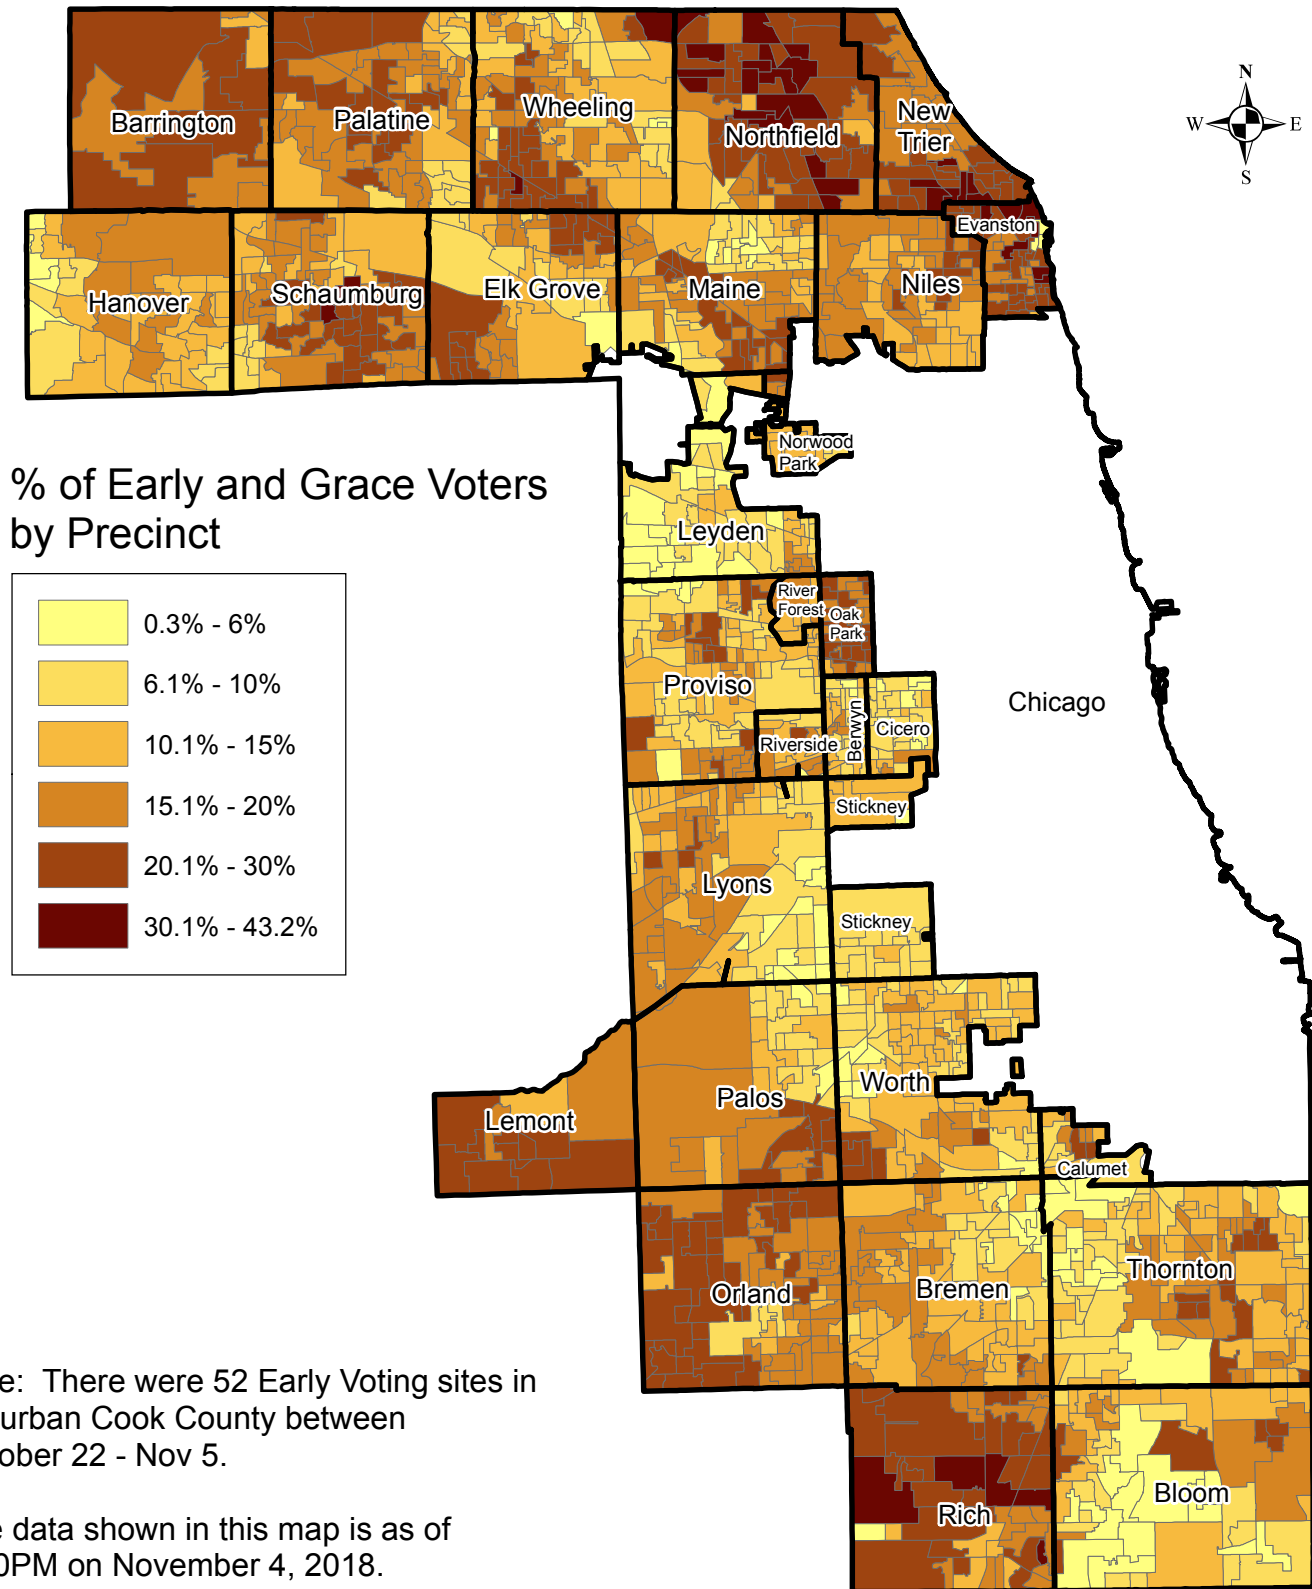 N
W E
S
Barrington
Palatine
Wheeling
Northfield
New
Trier
Evanston
Hanover
Schaumburg
Elk Grove
Maine
Niles
Norwood
Park
% of Early and Grace Voters
by Precinct
0.3% - 6%
6.1% - 10%
10.1% - 15%
15.1% - 20%
20.1% - 30%
30.1% - 43.2%
Leyden
River
Forest
Oak
Park
Proviso
Chicago
Riverside
Berwyn
Cicero
Stickney
Lyons
Stickney
Worth
Palos
Lemont
Calumet
Orland
Bremen
Thornton
Rich
Bloom
e: There were 52 Early Voting sites in
urban Cook County between
ober 22 - Nov 5.
e data shown in this map is as of
0PM on November 4, 2018.